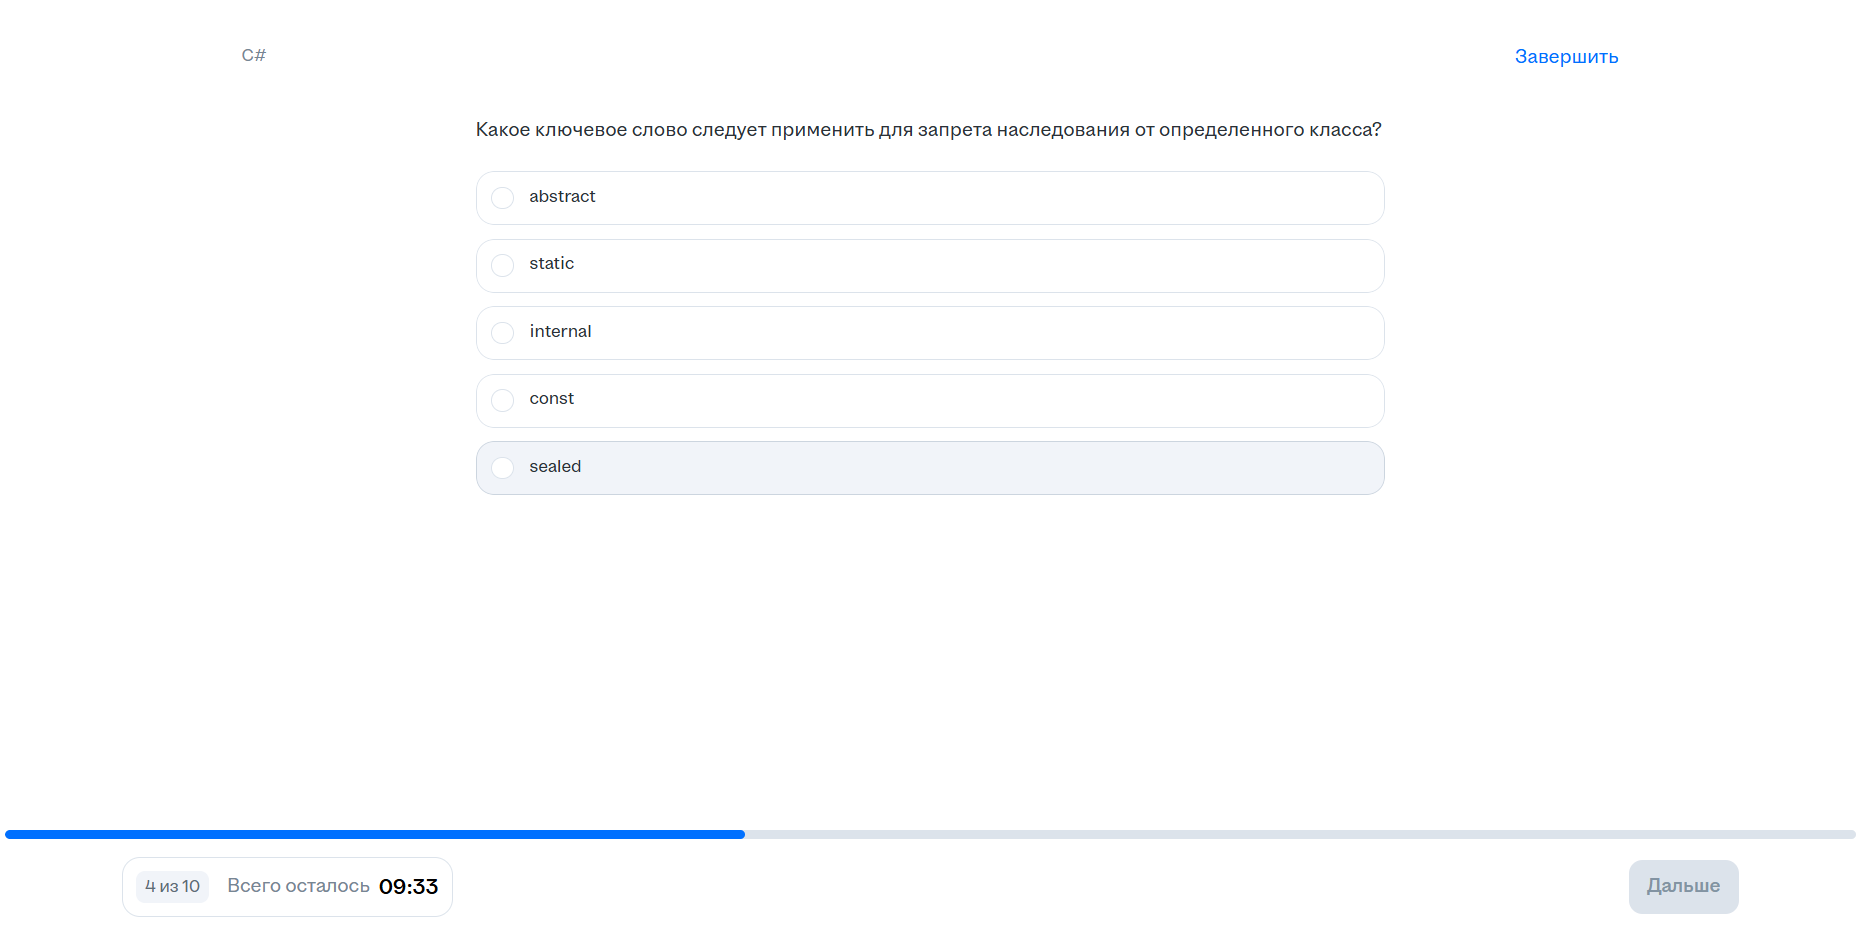 C#
Завершить
Какое ключевое слово следует применить для запрета наследования от определенного класса?
abstract
static
internal
const
sealed
4 из 10 Всего осталось 09:33
Дальше